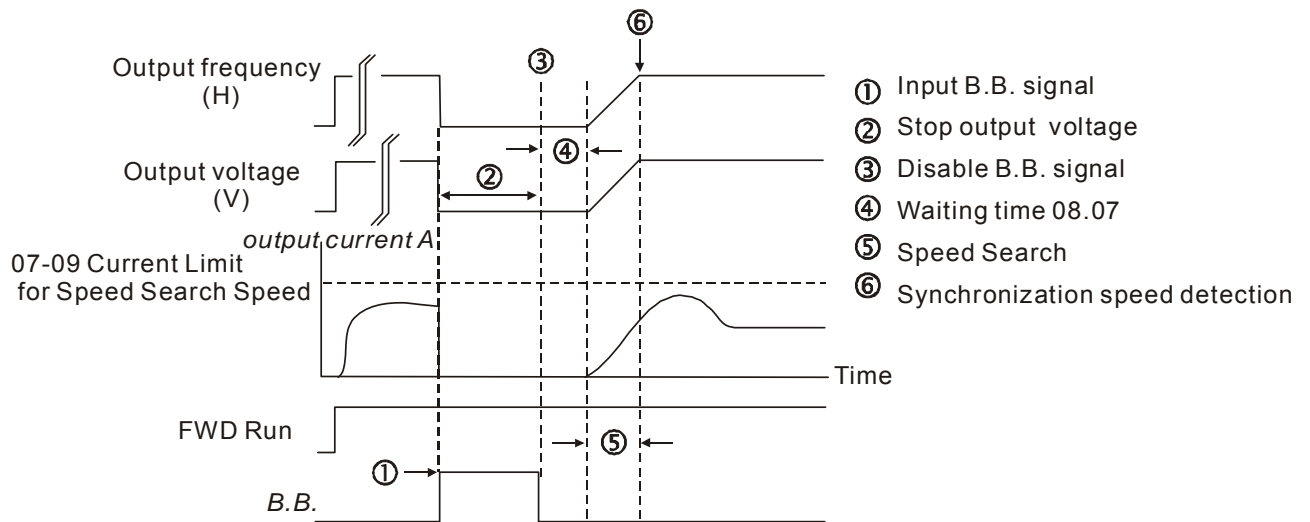 ⑥
Output frequency
(H)
③
④
Output voltage
(V)
②
output current A
07-09 Current Limit
for Speed Search Speed
Time
FWD Run
⑤
①
B.B.
① Input B.B. signal
② Stop output voltage
③ Disable B.B. signal
④ Waiting time 08.07
⑤ Speed Search
⑥ Synchronization speed detection